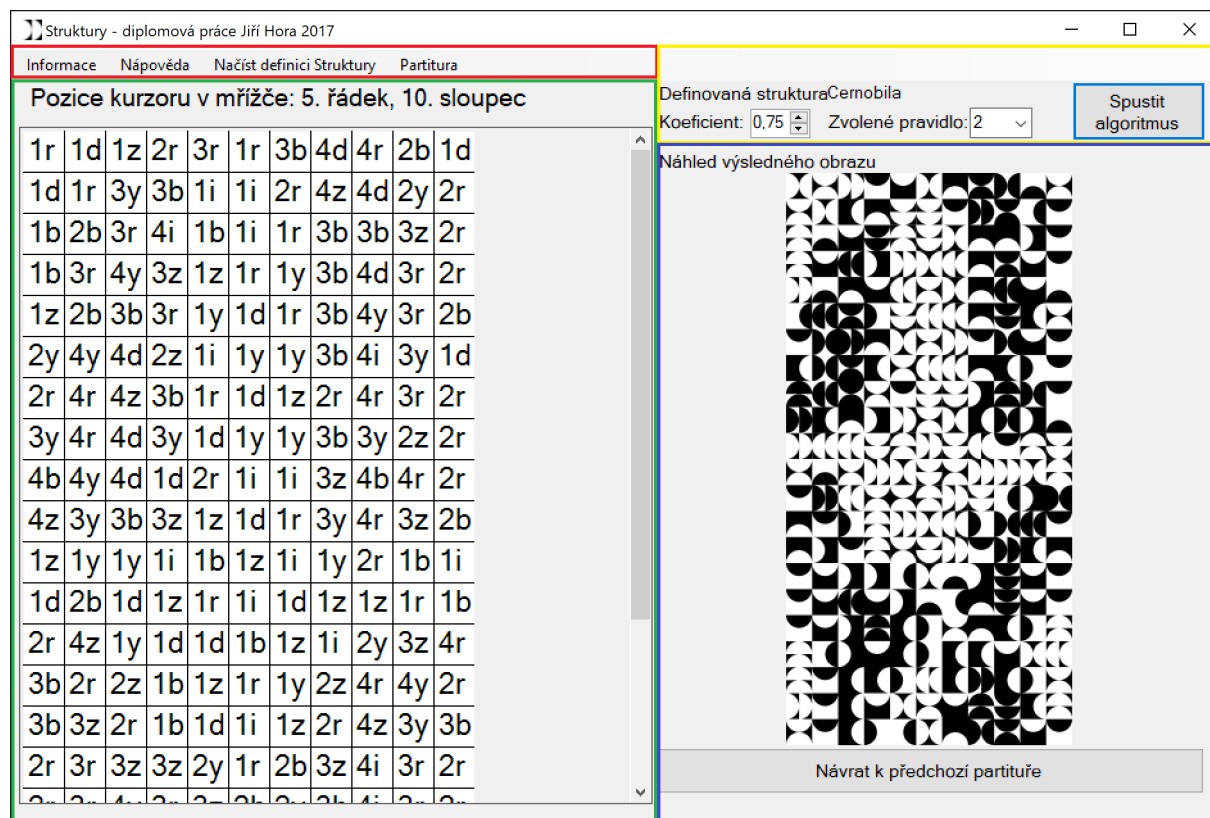 Struktury - diplomová práce Jiří Hora 2017
Informace Nápověda Načíst definici Struktury Partitura
Pozice kurzoru v mřížče: 5. řádek, 10. sloupec
1r 1d 1z 2r 3r 1r 3b 4d 4r 2b 1d
1d 1r 3y 3b 1i 1i 2r 4z 4d 2y 2r
1b 2b 3r 4i 1b 1i 1r 3b 3b 3z 2r
1b 3r 4y 3z 1z 1r 1y 3b 4d 3r 2r
1z 2b 3b 3r 1y 1d 1r 3b 4y 3r 2b
2y 4y 4d 2z 1i 1y 1y 3b 4i 3y 1d
2r 4r 4z 3b 1r 1d 1z 2r 4r 3r 2r
3y 4r 4d 3y 1d 1y 1y 3b 3y 2z 2r
4b 4y 4d 1d 2r 1i 1i 3z 4b 4r 2r
4z 3y 3b 3z 1z 1d 1r 3y 4r 3z 2b
1z 1y 1y 1i 1b 1z 1i 1y 2r 1b 1i
1d 2b 1d 1z 1r 1i 1d 1z 1z 1r 1b
2r 4z 1y 1d 1d 1b 1z 1i 2y 3z 4r
3b 2r 2z 1b 1z 1r 1y 2z 4r 4y 2r
3b 3z 2r 1b 1d 1i 1z 2r 4z 3y 3b
2r 3r 3z 3z 2y 1r 2b 3z 4i 3r 2r
Definovaná struktura Cernobila
Koeficient: 0,75 Zvolené pravidlo: 2
Spustit
algoritmus
Náhled výsledného obrazu
Návrat k předchozí partituře